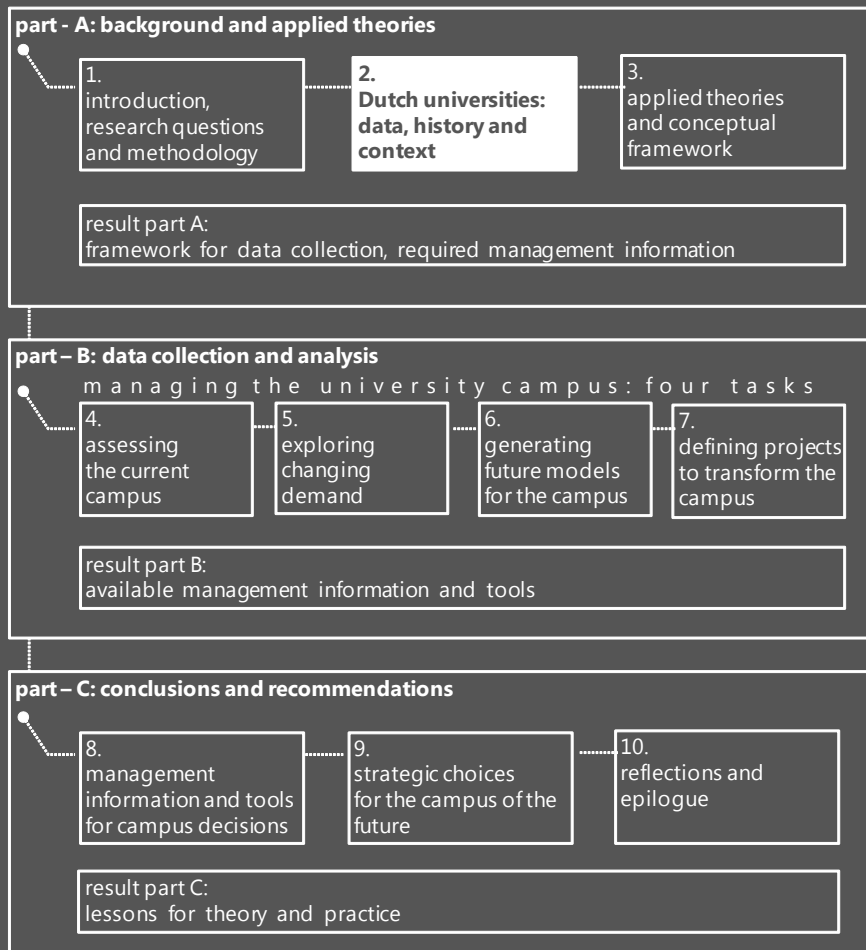 part - A: background and applied theories
1.
introduction,
research questions
and methodology
2.
Dutch universities:
data, history and
context
3.
applied theories
and conceptual
framework
result part A:
framework for data collection, required management information
part – B: data collection and analysis
managing the university campus: four tasks
4.
assessing
the current
campus
5.
exploring
changing
demand
6.
generating
future models
for the campus
7.
defining projects
to transform the
campus
result part B:
available management information and tools
part – C: conclusions and recommendations
8.
management
information and tools
for campus decisions
9.
strategic choices
for the campus of the
future
10.
reflections and
epilogue
result part C:
lessons for theory and practice